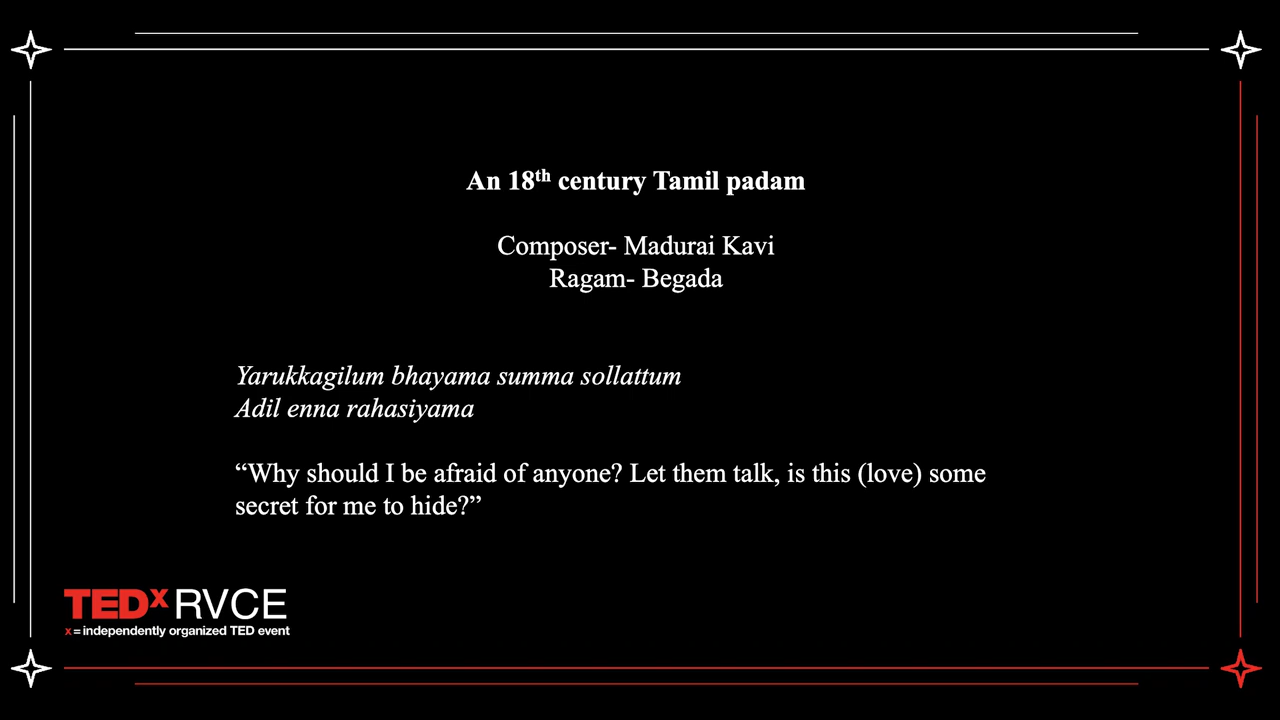 An 18th century Tamil padam
Composer- Madurai Kavi
Ragam- Begada
Yarukkagilum bhayama summa sollattum
Adil enna rahasiyama
“Why should I be afraid of anyone? Let them talk, is this (love) some
secret for me to hide?”
TEDx RVCE
x = independently organized TED event